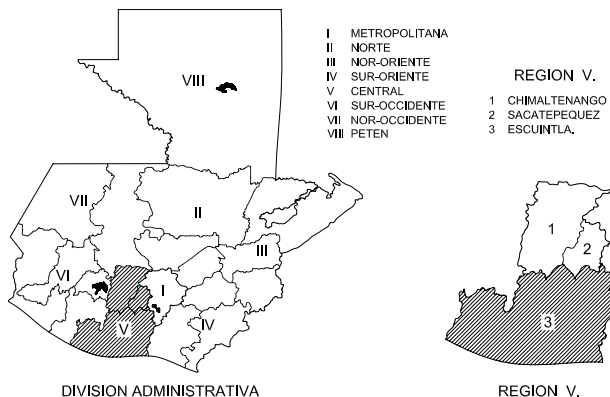 I METROPOLITANA
II NORTE
III NOR-ORIENTE
IV SUR-ORIENTE
V CENTRAL
VI SUR-OCCIDENTE
VII NOR-OCCIDENTE
VIII PETEN
REGION V.
1 CHIMALTENANGO
2 SACATEPEQUEZ
3 ESCUINTLA.
VIII
VII
II
III
VI
I
V
IV
1
2
3
DIVISION ADMINISTRATIVA
REGION V.